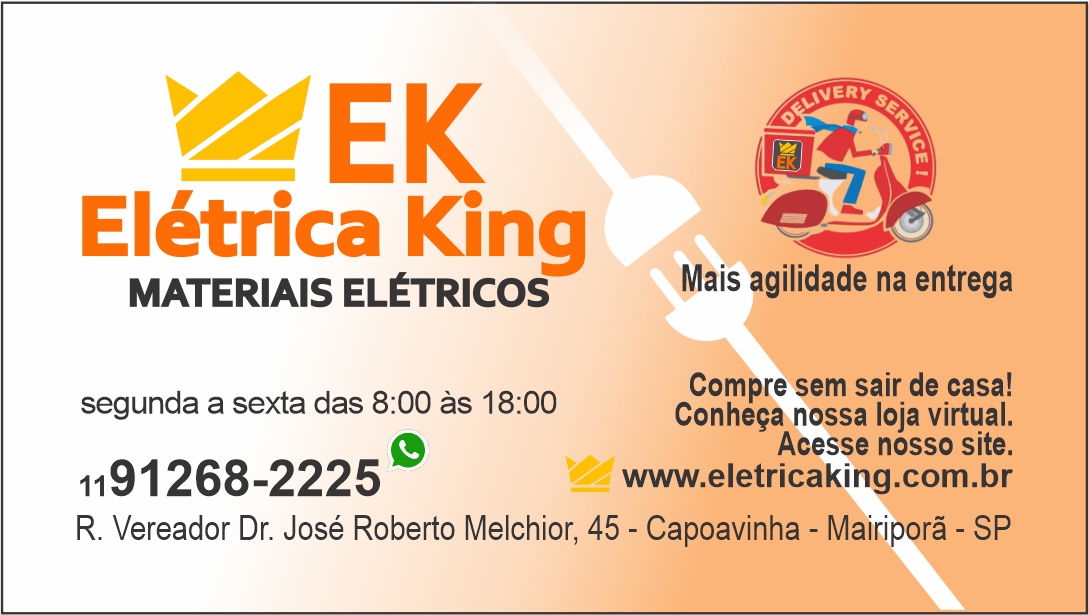 EK
Elétrica King
MATERIAIS ELÉTRICOS
DELIVERY SERVICE !
EK
Mais agilidade na entrega
segunda a sexta das 8:00 às 18:00
11 91268-2225
Compre sem sair de casa!
Conheça nossa loja virtual.
Acesse nosso site.
www.eletricaking.com.br
R. Vereador Dr. José Roberto Melchior, 45 - Capoavinha - Mairiporã - SP